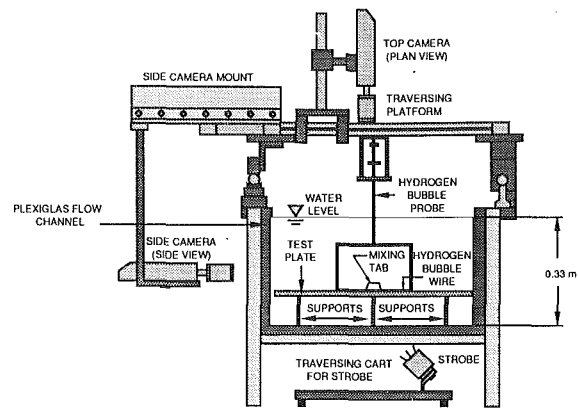 TOP CAMERA
(PLAN VIEW)
SIDE CAMERA MOUNT
TRAVERSING
PLATFORM
HYDROGEN
BUBBLE
PROBE
WATER
LEVEL
PLEXIGLAS FLOW
CHANNEL
SIDE CAMERA
(SIDE VIEW)
TEST
PLATE
MIXING
TAB
HYDROGEN
BUBBLE
WIRE
0.33 m
SUPPORTS
SUPPORTS
TRAVERSING CART
FOR STROBE
STROBE